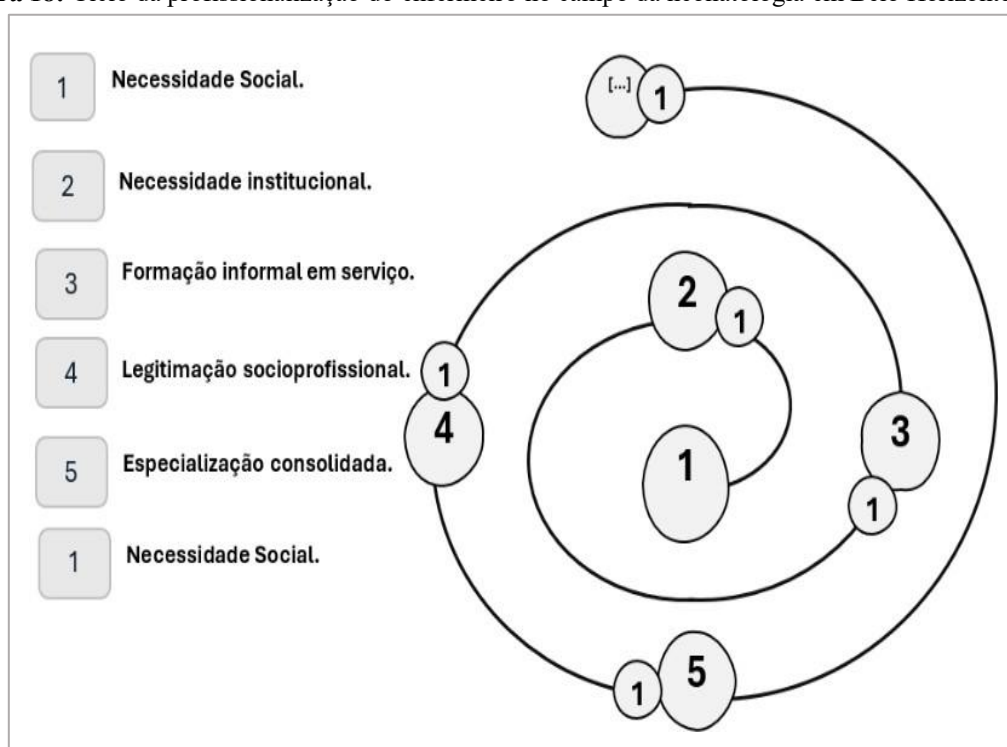 1 Necessidade Social.
2 Necessidade institucional.
3 Formação informal em serviço.
4 Legitimação socioprofissional.
5 Especialização consolidada.
1 Necessidade Social.
[...] 1
2 1
1 4
1
3 1
1 5